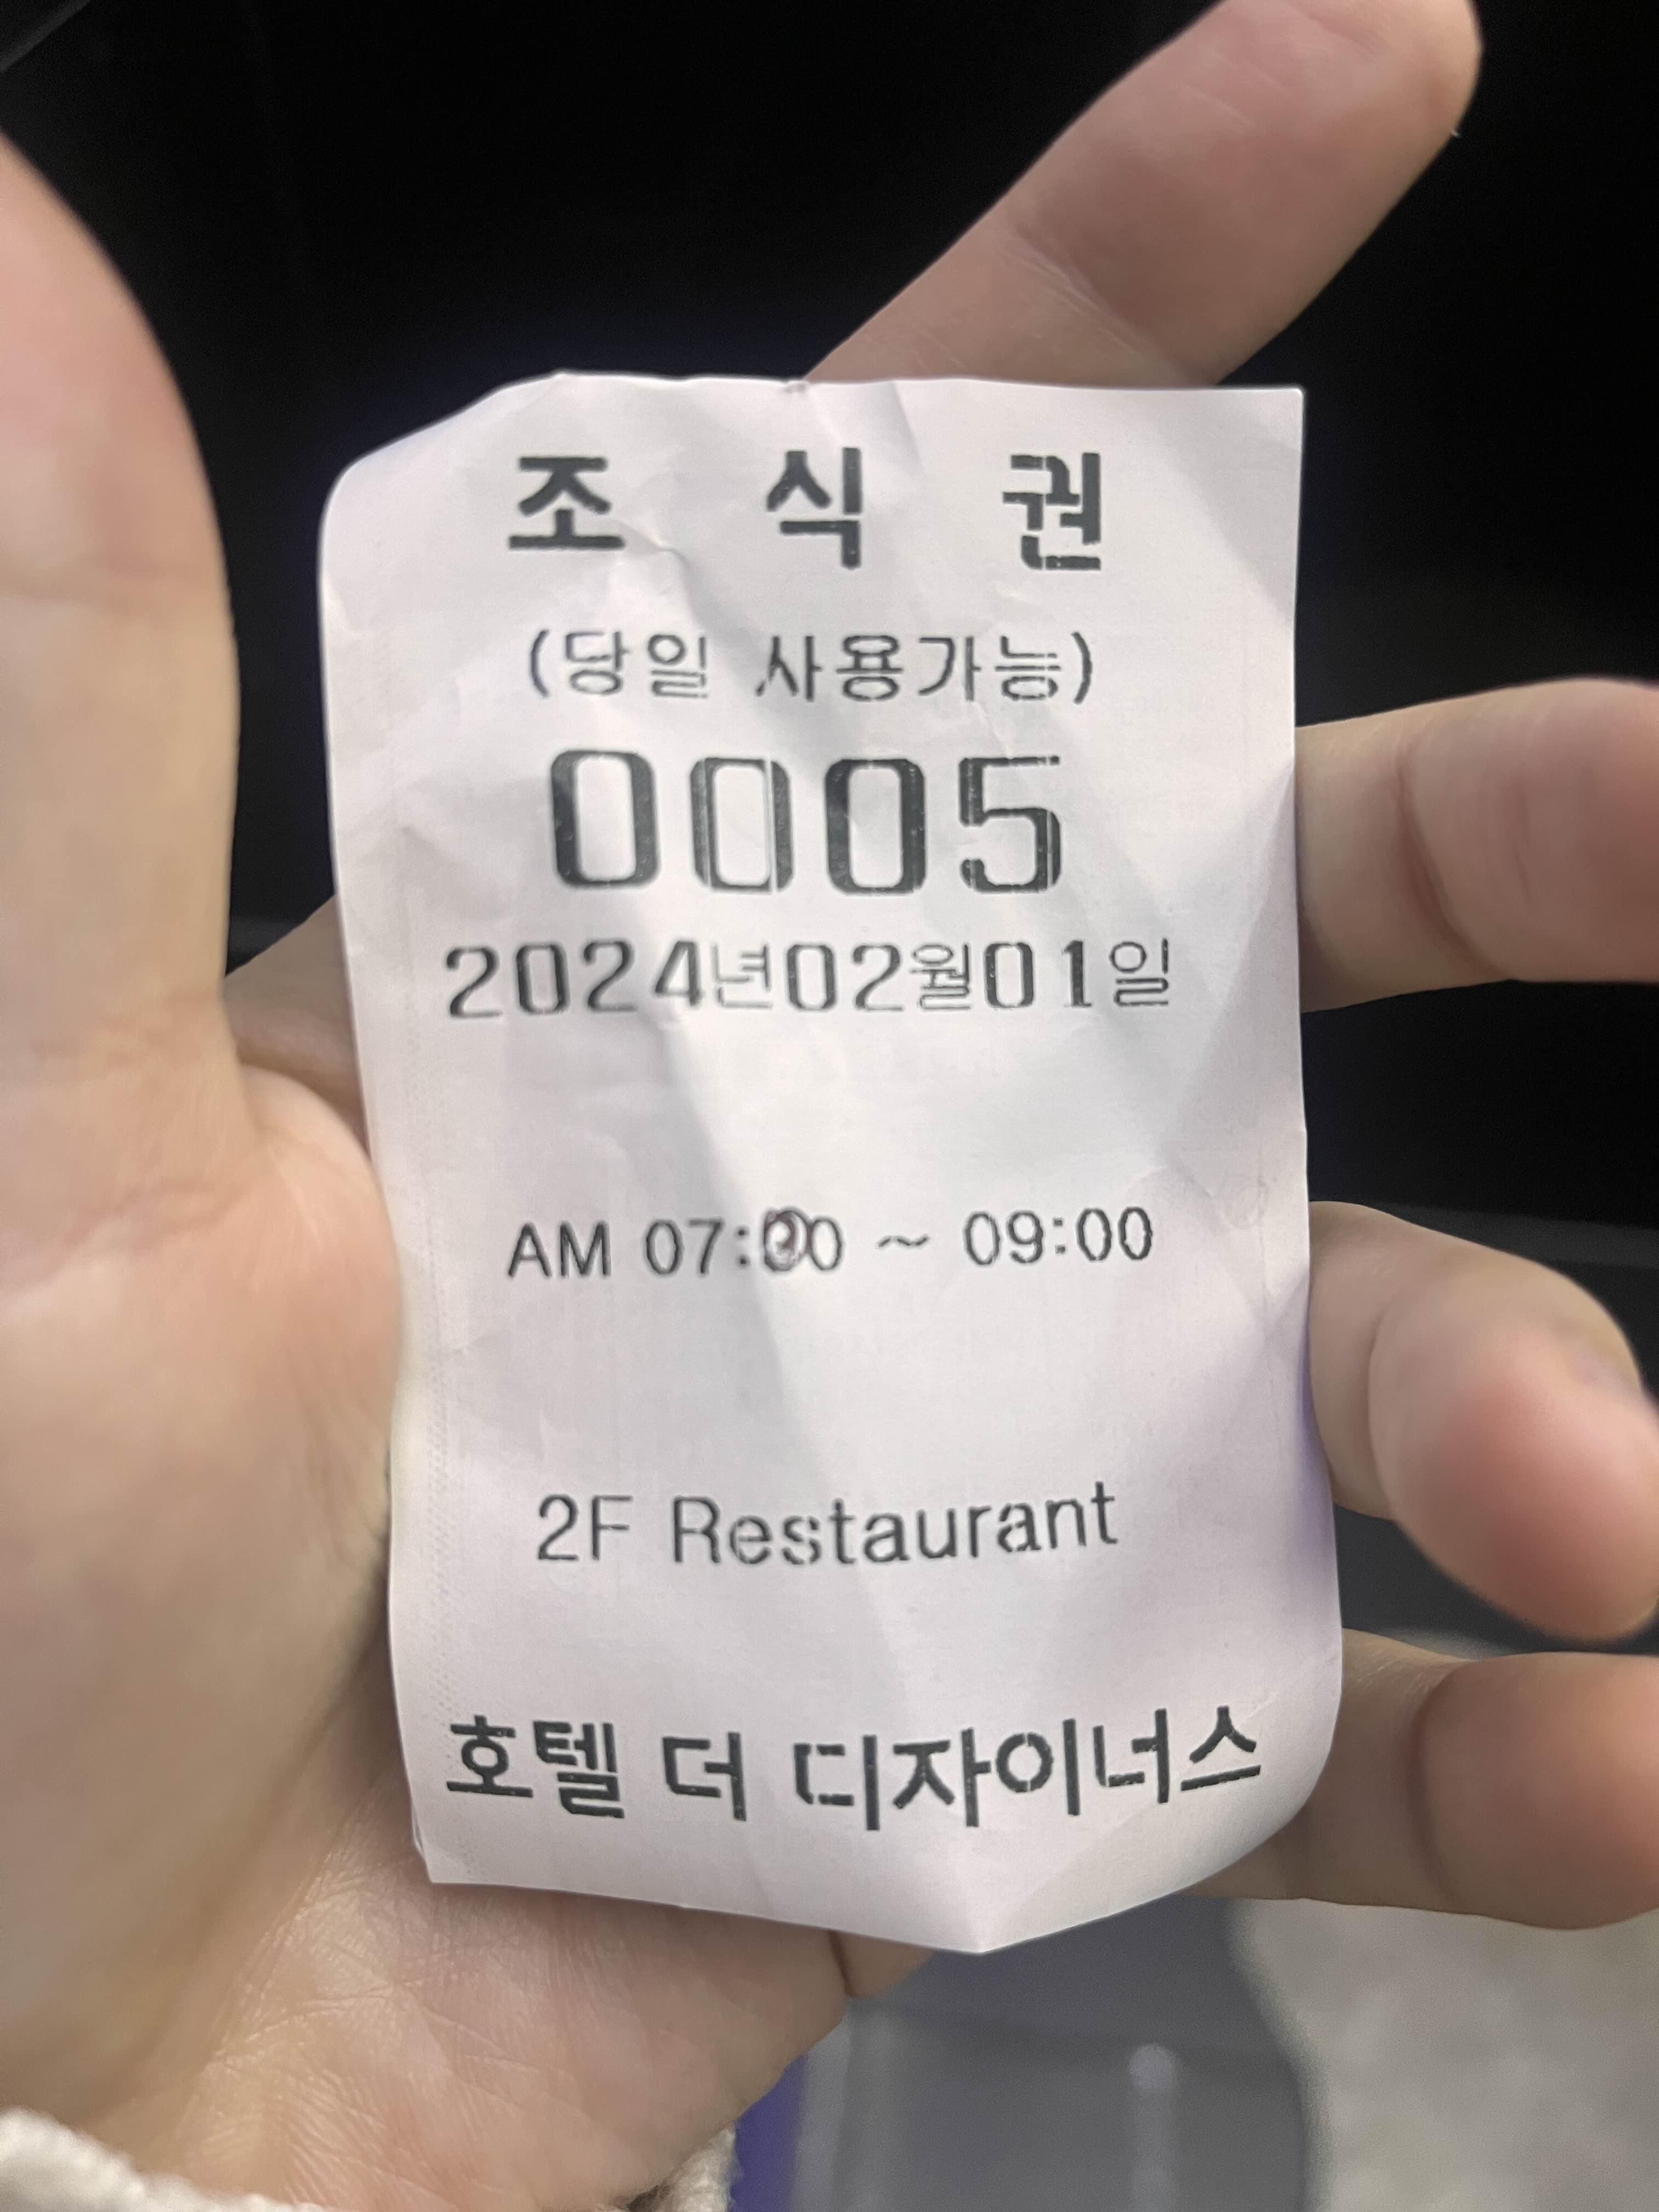 조 식 권
(당일 사용가능)
0005
2024년02월01일
AM 07:00 ~ 09:00
2F Restaurant
호텔 더 디자이너스